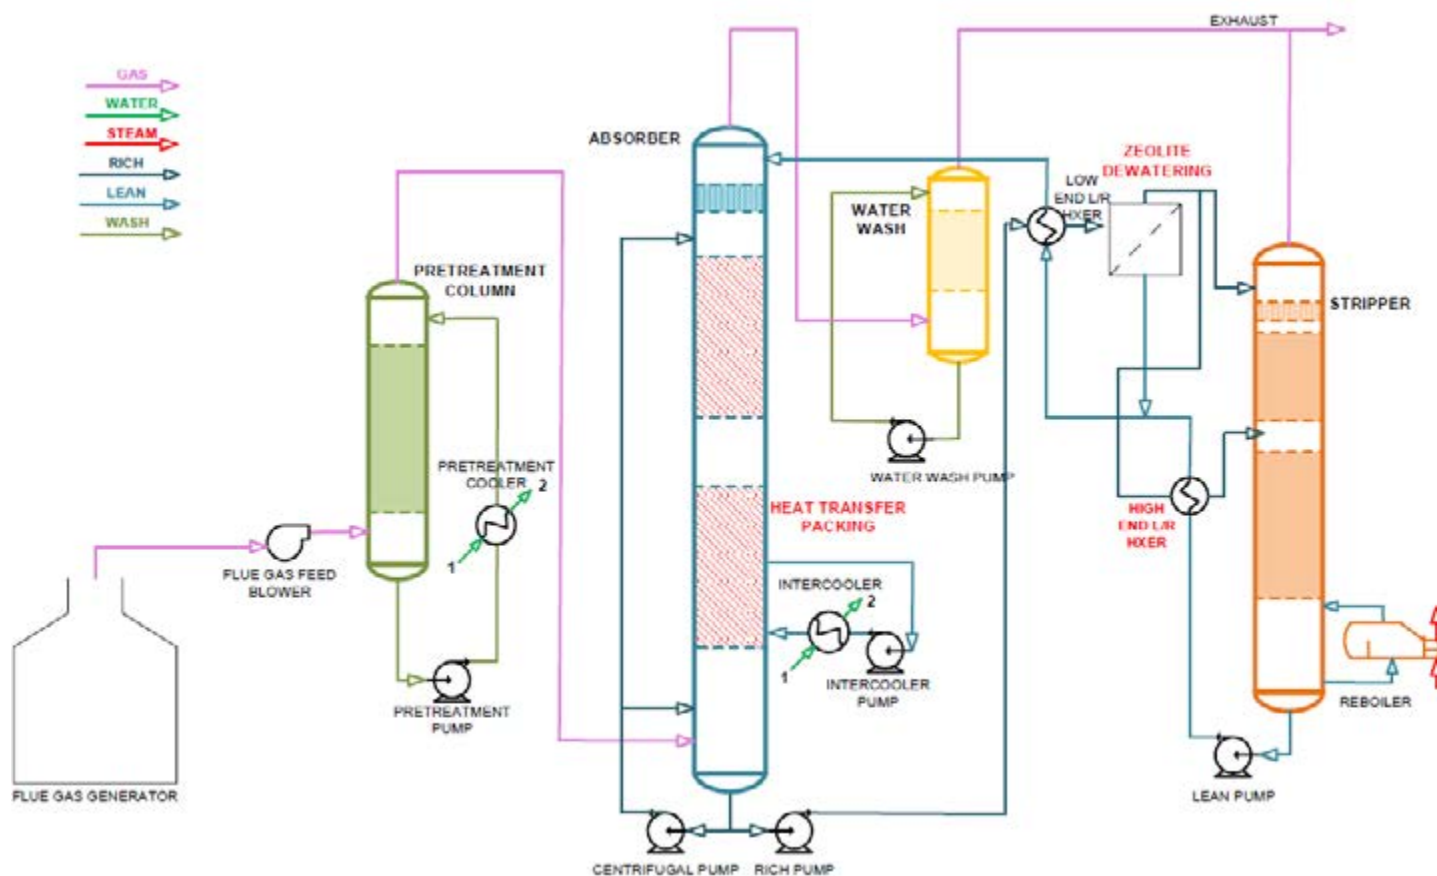 EXHAUST
GAS
WATER
STEAM
RICH
LEAN
WASH
ABSORBER
ZEOLITE
DEWATERING
LOW
END L/R
HXER
WATER
WASH
PRETREATMENT
COLUMN
STRIPPER
PRETREATMENT
COOLER
2
1
WATER WASH PUMP
HEAT TRANSFER
PACKING
HIGH
END L/R
HXER
FLUE GAS FEED
BLOWER
INTERCOOLER
2
1
INTERCOOLER
PUMP
PRETREATMENT
PUMP
REBOILER
FLUE GAS GENERATOR
LEAN PUMP
CENTRIFUGAL PUMP
RICH PUMP